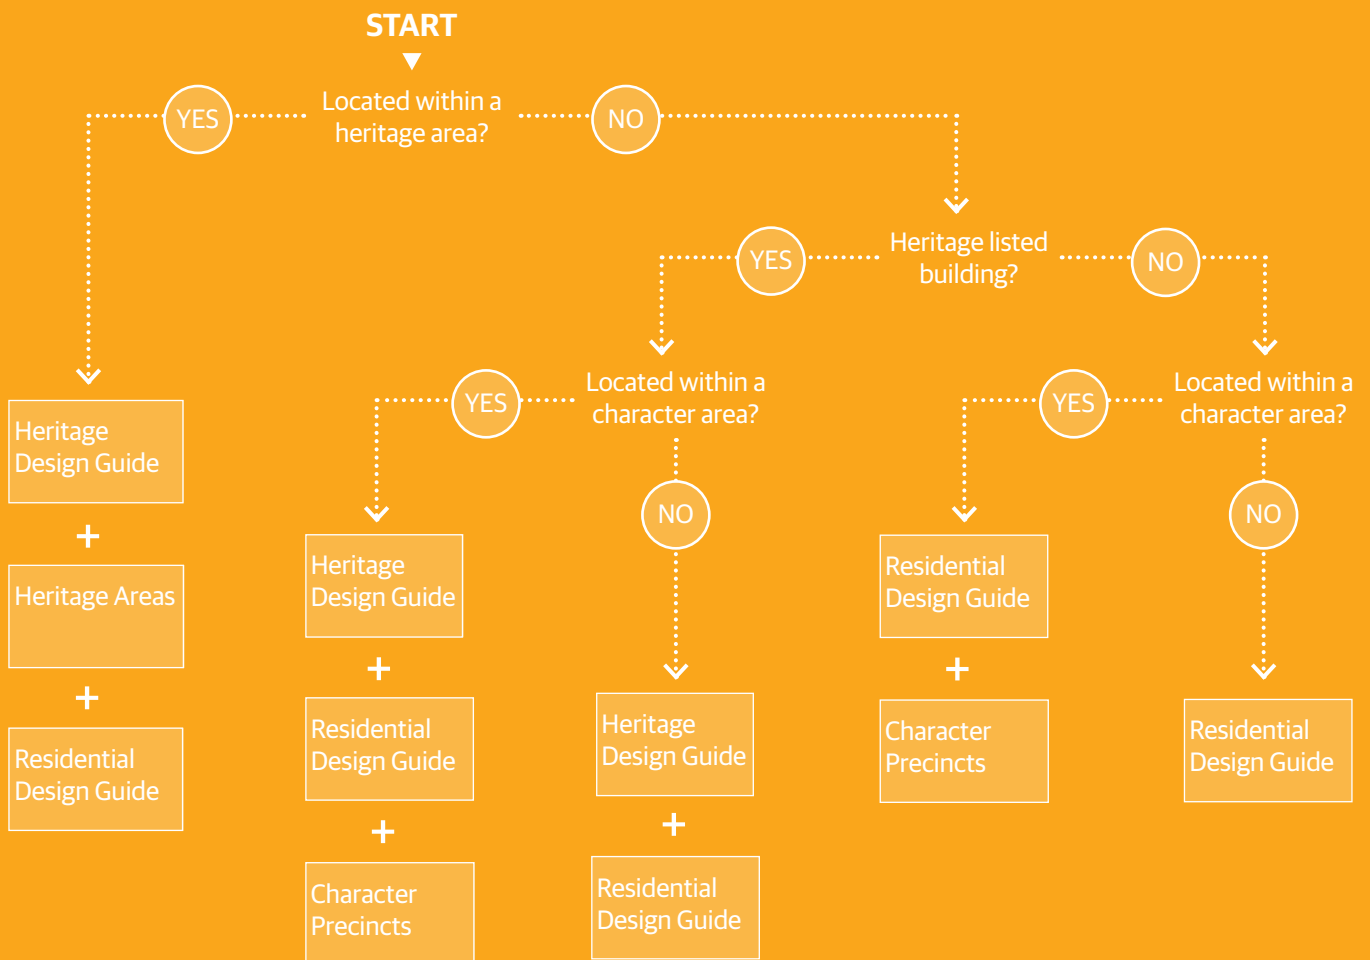 START
Located within a
heritage area?
YES
NO
Heritage listed
building?
YES
NO
Located within a
character area?
YES
NO
Located within a
character area?
YES
NO
Heritage
Design Guide
+
Heritage Areas
+
Residential
Design Guide
Heritage
Design Guide
+
Residential
Design Guide
+
Character
Precincts
Heritage
Design Guide
+
Residential
Design Guide
Residential
Design Guide
+
Character
Precincts
Residential
Design Guide